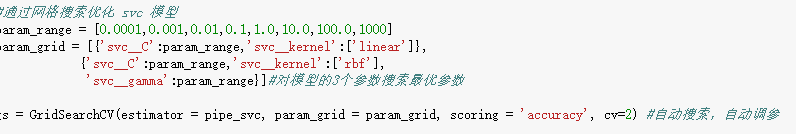 通过网格搜索优化 svc 模型
param_range = [0.0001,0.001,0.01,0.1,1.0,10.0,100.0,1000]
param_grid = [{'svc__C':param_range,'svc__kernel':['linear']},
{'svc__C':param_range,'svc__kernel':['rbf'],
'svc__gamma':param_range}]#对模型的3个参数搜索最优参数
gs = GridSearchCV(estimator = pipe_svc, param_grid = param_grid, scoring = 'accuracy', cv=2) #自动搜索，自动调参